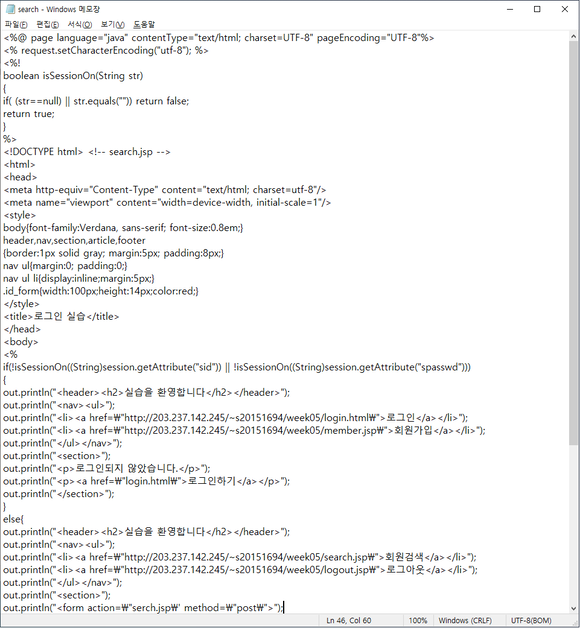 search - Windows 메모장
파일(F) 편집(E) 서식(O) 보기(V) 도움말
<%@ page language="java" contentType="text/html; charset=UTF-8" pageEncoding="UTF-8"%>
<% request.setCharacterEncoding("utf-8"); %>
<%!
boolean isSessionOn(String str)
{
if( (str==null) || str.equals("")) return false;
return true;
}
%>
<!DOCTYPE html> <!-- search.jsp -->
<html>
<head>
<meta http-equiv="Content-Type" content="text/html; charset=utf-8"/>
<meta name="viewport" content="width=device-width, initial-scale=1"/>
<style>
body{font-family:Verdana, sans-serif; font-size:0.8em;}
header,nav,section,article,footer
{border:1px solid gray; margin:5px; padding:8px;}
nav ul{margin:0; padding:0;}
nav ul li{display:inline;margin:5px;}
.id_form{width:100px;height:14px;color:red;}
</style>
<title>로그인 실습</title>
</head>
<body>
<%
if(!isSessionOn((String)session.getAttribute("sid")) || !isSessionOn((String)session.getAttribute("spasswd")))
{
out.println("<header><h2>실습을 환영합니다</h2></header>");
out.println("<nav><ul>");
out.println("<li><a href=₩"http://203.237.142.245/~s20151694/week05/login.html₩">로그인</a></li>");
out.println("<li><a href=₩"http://203.237.142.245/~s20151694/week05/member.jsp₩">회원가입</a></li>");
out.println("</ul></nav>");
out.println("<section>");
out.println("<p>로그인되지 않았습니다.</p>");
out.println("<p><a href=₩"login.html₩">로그인하기</a></p>");
out.println("</section>");
}
else{
out.println("<header><h2>실습을 환영합니다</h2></header>");
out.println("<nav><ul>");
out.println("<li><a href=₩"http://203.237.142.245/~s20151694/week05/search.jsp₩">회원검색</a></li>");
out.println("<li><a href=₩"http://203.237.142.245/~s20151694/week05/logout.jsp₩">로그아웃</a></li>");
out.println("</ul></nav>");
out.println("<section>");
out.println("<form action=₩"serch.jsp₩' method=₩"post₩">");
Ln 46, Col 60 100% Windows (CRLF) UTF-8(BOM)